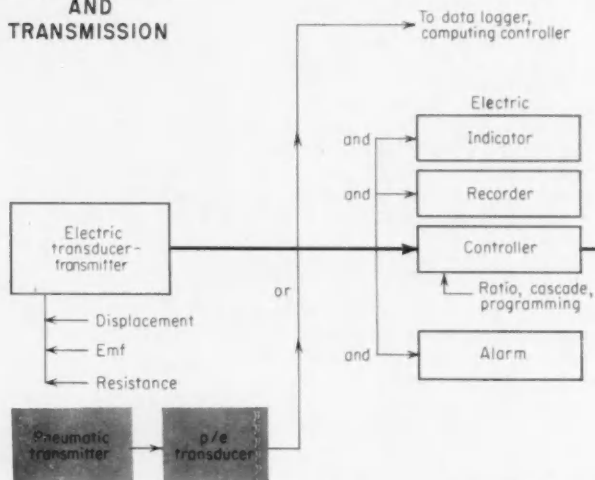 AND
TRANSMISSION
To data logger,
computing controller
Electric
and
Indicator
and
Recorder
Electric
transducer-
transmitter
Controller
or
Ratio, cascade,
programming
Displacement
Emf
and
Alarm
Resistance
Pneumatic
transmitter
p/e
transducer